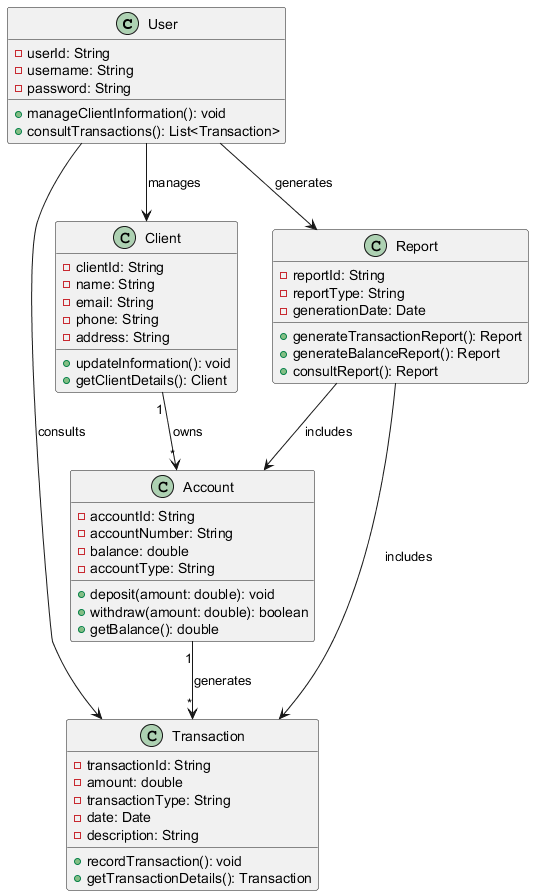 C User
userId: String
username: String
password: String
manageClientInformation(): void
consultTransactions(): List<Transaction>
manages
generates
C Client
clientId: String
name: String
email: String
phone: String
address: String
updateInformation(): void
getClientDetails(): Client
C Report
reportId: String
reportType: String
generationDate: Date
generateTransactionReport(): Report
generateBalanceReport(): Report
consultReport(): Report
1
consults
owns
*
includes
C Account
accountId: String
accountNumber: String
balance: double
accountType: String
deposit(amount: double): void
withdraw(amount: double): boolean
getBalance(): double
includes
1
generates
*
C Transaction
transactionId: String
amount: double
transactionType: String
date: Date
description: String
recordTransaction(): void
getTransactionDetails(): Transaction